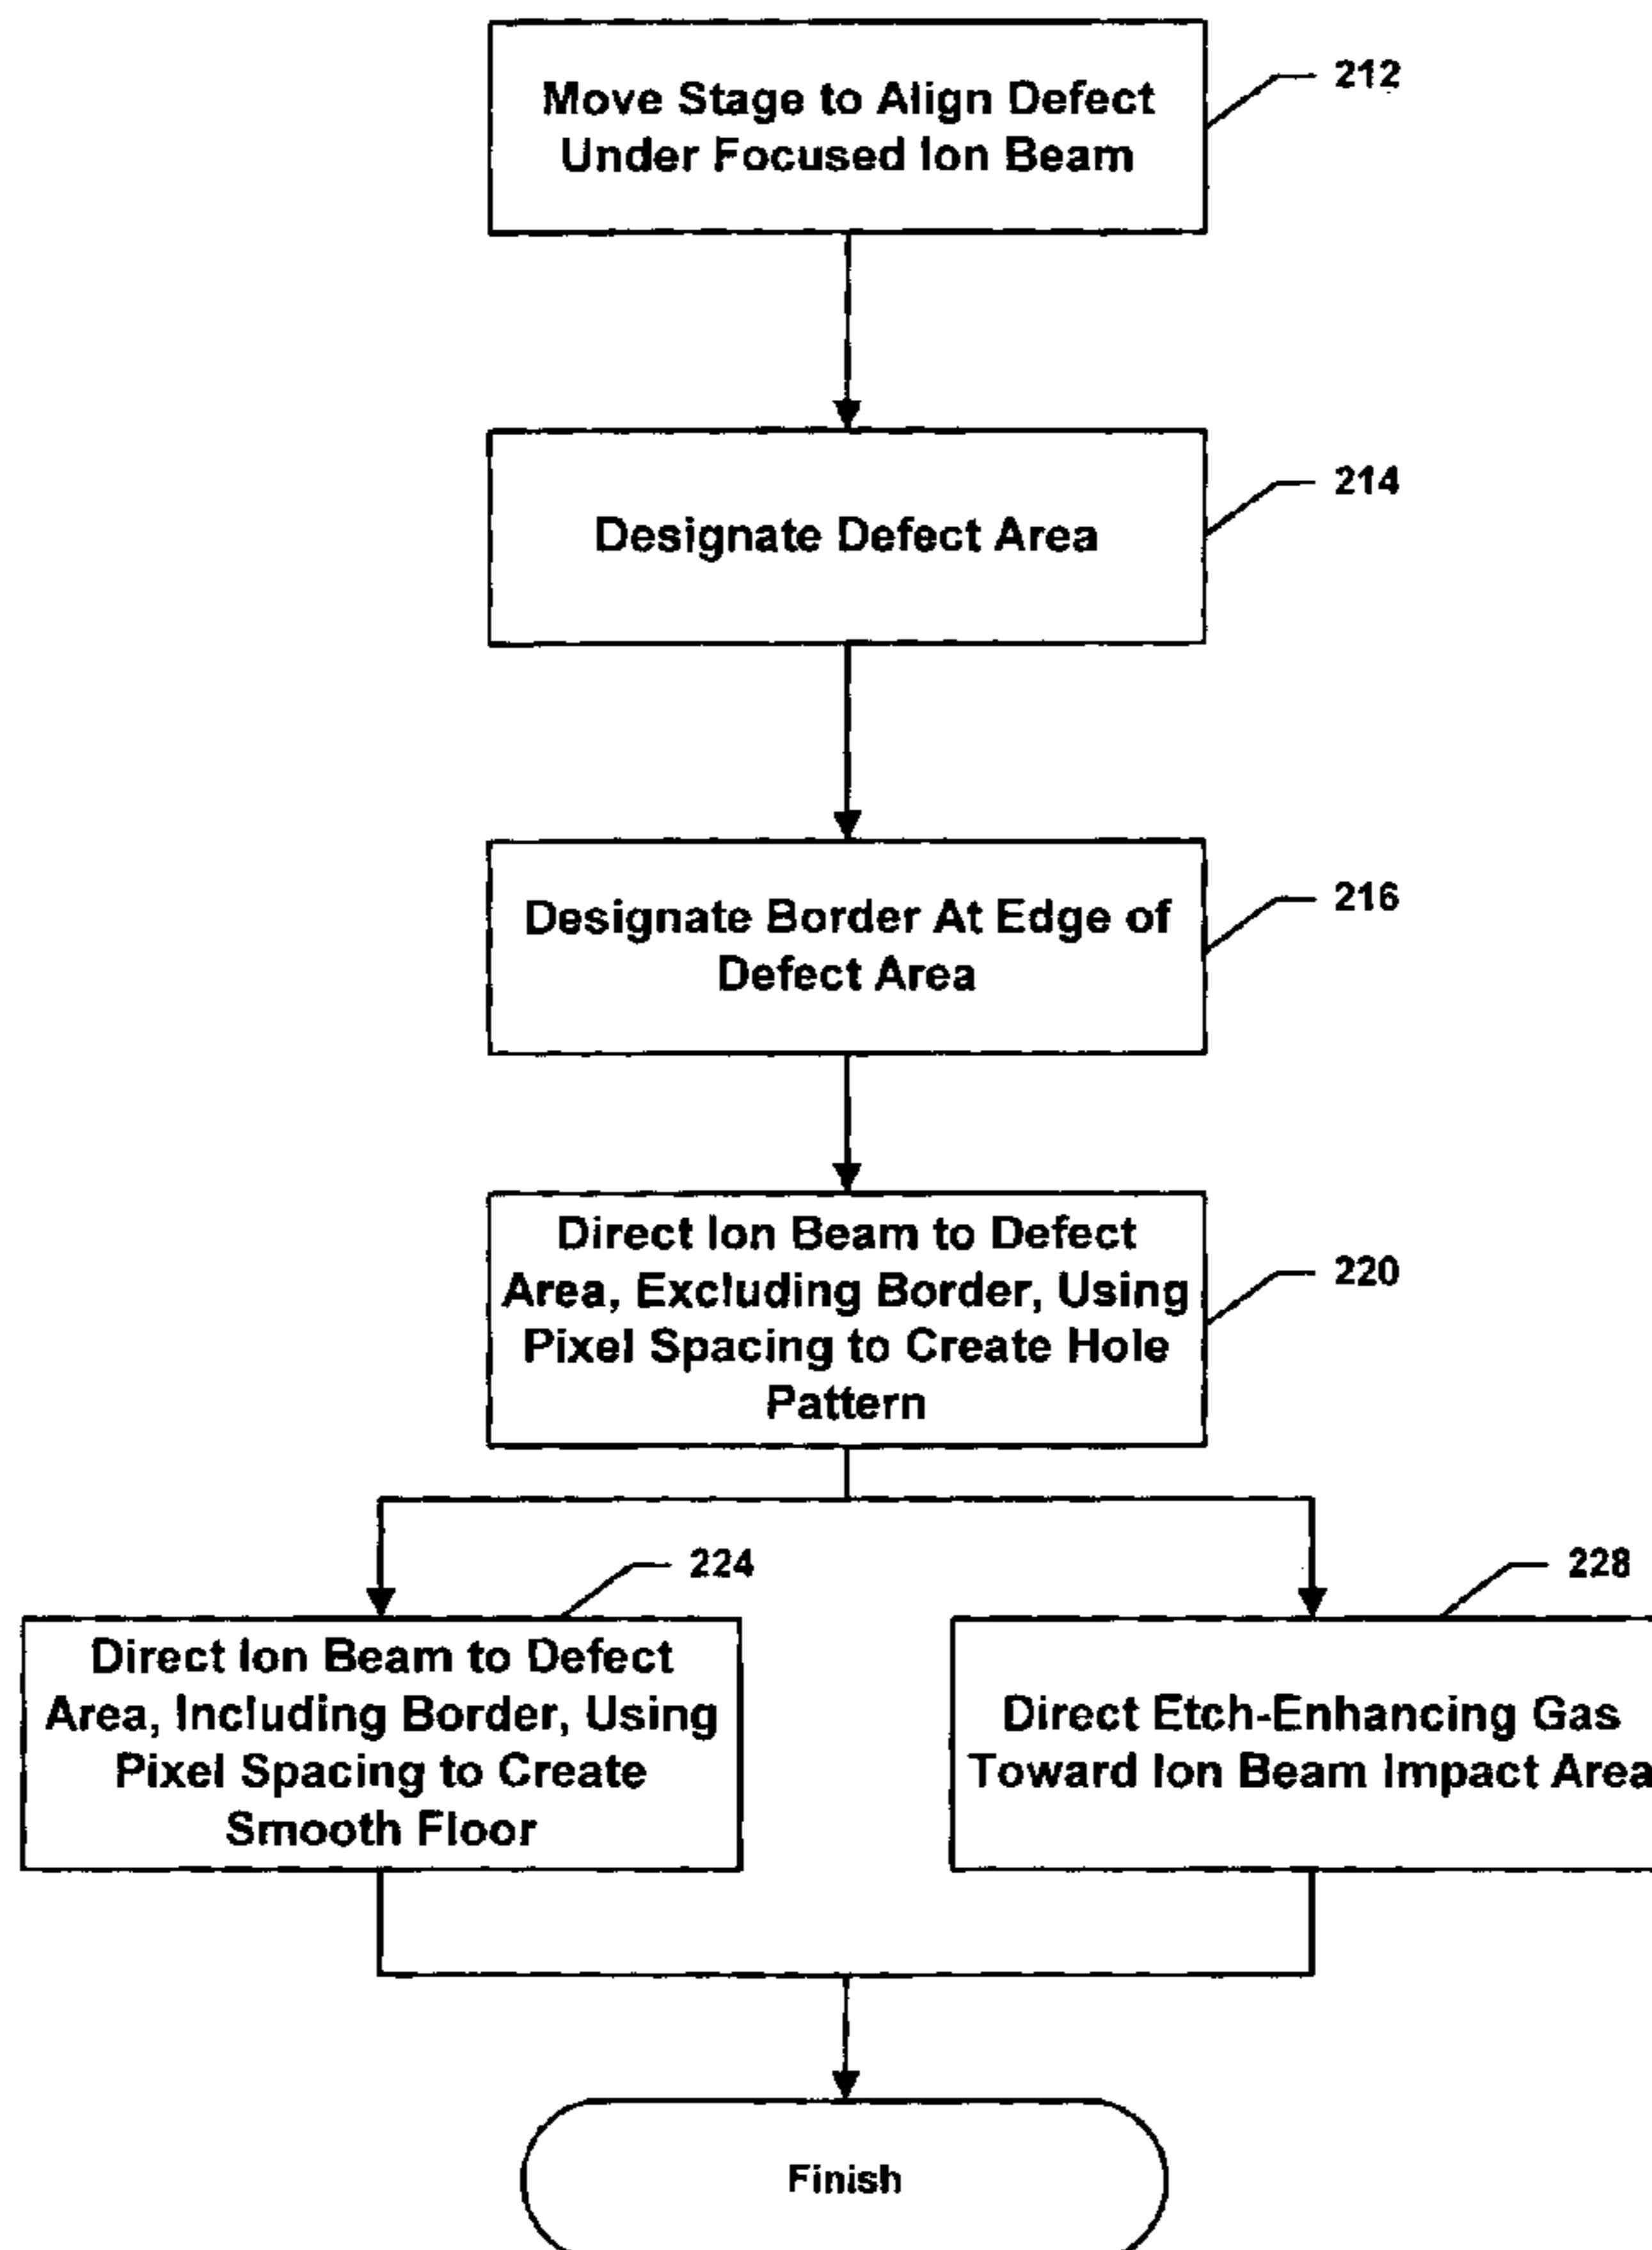 Move Stage to Align Defect
Under Focused Ion Beam
212
Designate Defect Area
214
Designate Border At Edge of
Defect Area
216
Direct Ion Beam to Defect
Area, Excluding Border, Using
Pixel Spacing to Create Hole
Pattern
220
224
Direct Ion Beam to Defect
Area, Including Border, Using
Pixel Spacing to Create
Smooth Floor
228
Direct Etch-Enhancing Gas
Toward Ion Beam Impact Area
Finish